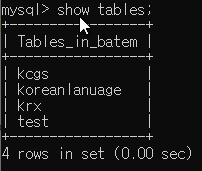 mysql> show tables;
+-----------------+
| Tables_in_batem |
+-----------------+
| kcgs            |
| koreanlanuage   |
| krx             |
| test            |
+-----------------+
4 rows in set (0.00 sec)